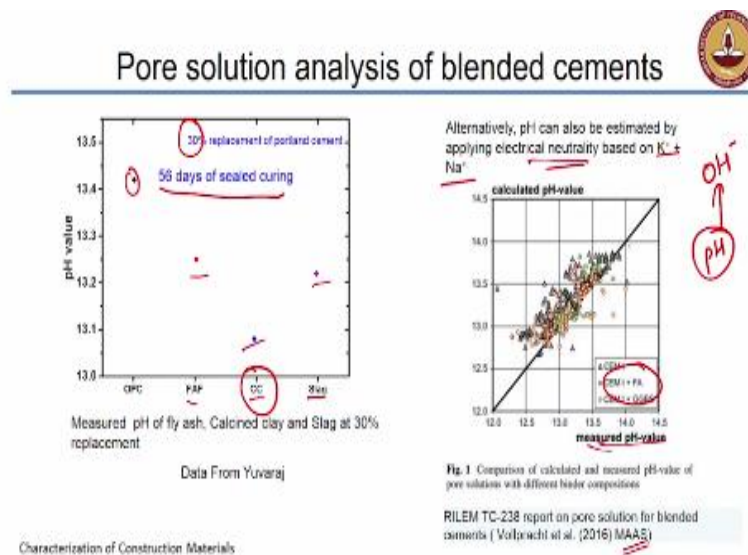 Pore solution analysis of blended cements
13.5
13.4
13.3
13.2
13.1
13.0
pH value
30% replacement of portland cement
56 days of sealed curing
OPC
FAF
CC
Slag
Measured pH of fly ash, Calcined clay and Slag at 30%
replacement
Data From Yuvaraj
Characterization of Construction Materials
Alternatively, pH can also be estimated by
applying electrical neutrality based on K⁺ +
Na⁺
OH⁻
pH
calculated pH-value
14.5
14.0
13.5
13.0
12.5
12.0
CEM I
CEM I + FA
12.0 12.5 13.0 13.5 14.0 14.5
measured pH-value
Fig. 1 Comparison of calculated and measured pH-value of
pore solutions with different binder compositions
RILEM TC-238 report on pore solution for blended
cements ( Vollpracht et al. (2016) MAAS)